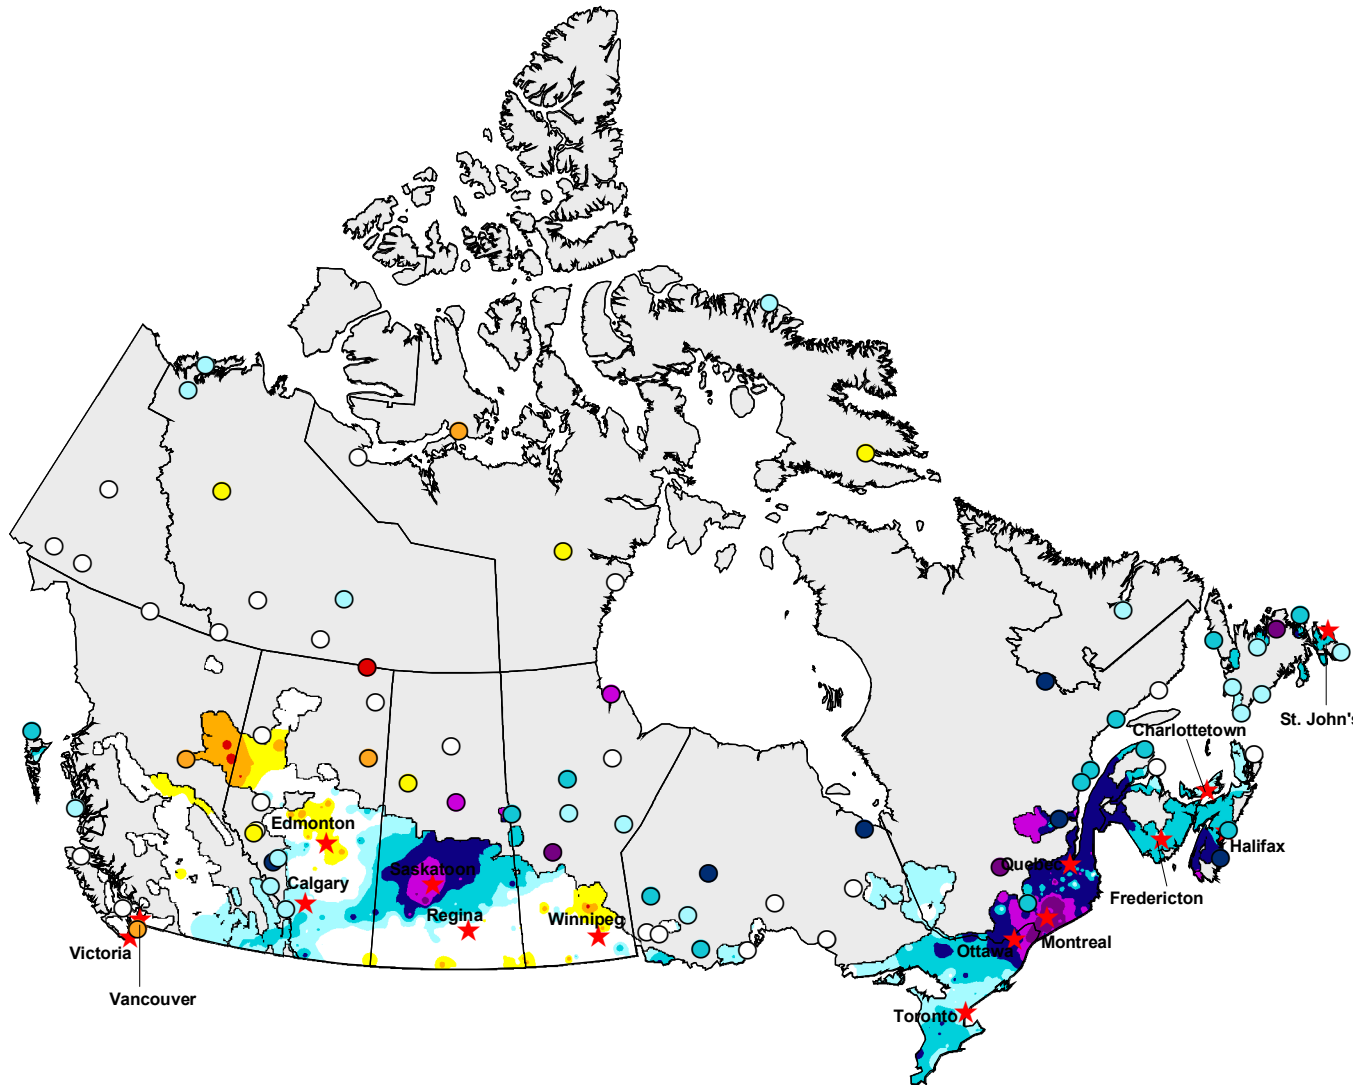 St. John's
Charlottetown
Edmonton
Halifax
Saskatoon
Quebec
Calgary
Fredericton
Regina
Winnipeg
Montreal
Victoria
Ottawa
Vancouver
Toronto